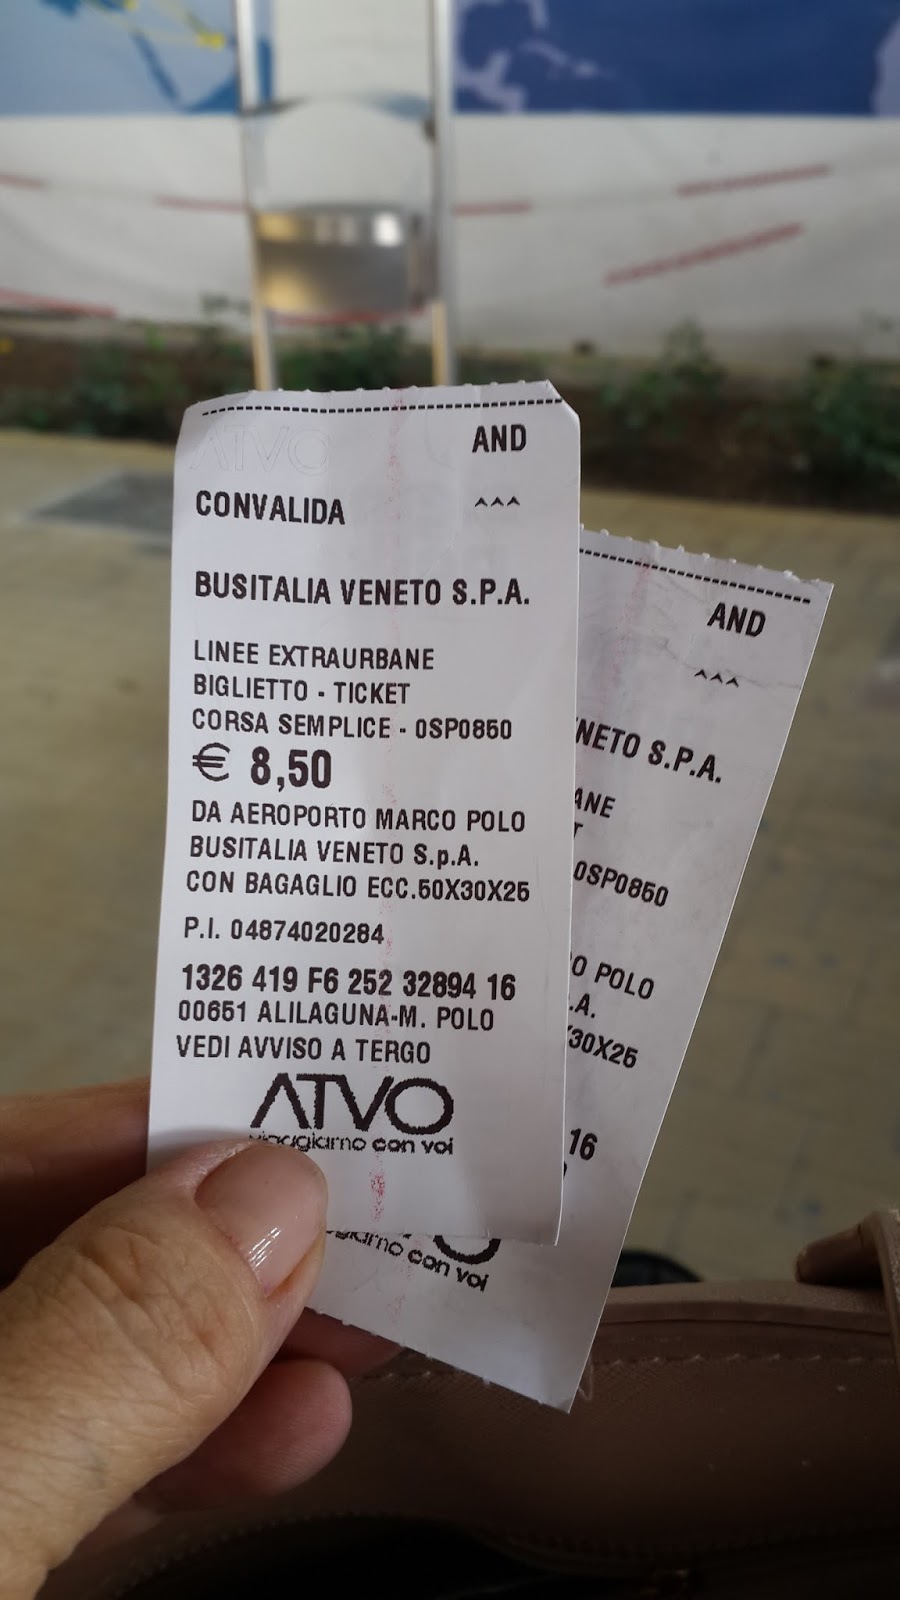 ATVO
AND
CONVALIDA ^^^
BUSITALIA VENETO S.P.A.
LINEE EXTRAURBANE
BIGLIETTO - TICKET
CORSA SEMPLICE - 0SP0850
€ 8,50
DA AEROPORTO MARCO POLO
BUSITALIA VENETO S.p.A.
CON BAGAGLIO ECC.50X30X25
P.I. 04874020284
1326 419 F6 252 32894 16
00651 ALILAGUNA-M. POLO
VEDI AVVISO A TERGO
ATVO
viaggiamo con voi
AND
^^^
NETO S.P.A.
ANE
T
0SP0850
O POLO
.A.
30X25
16
con voi